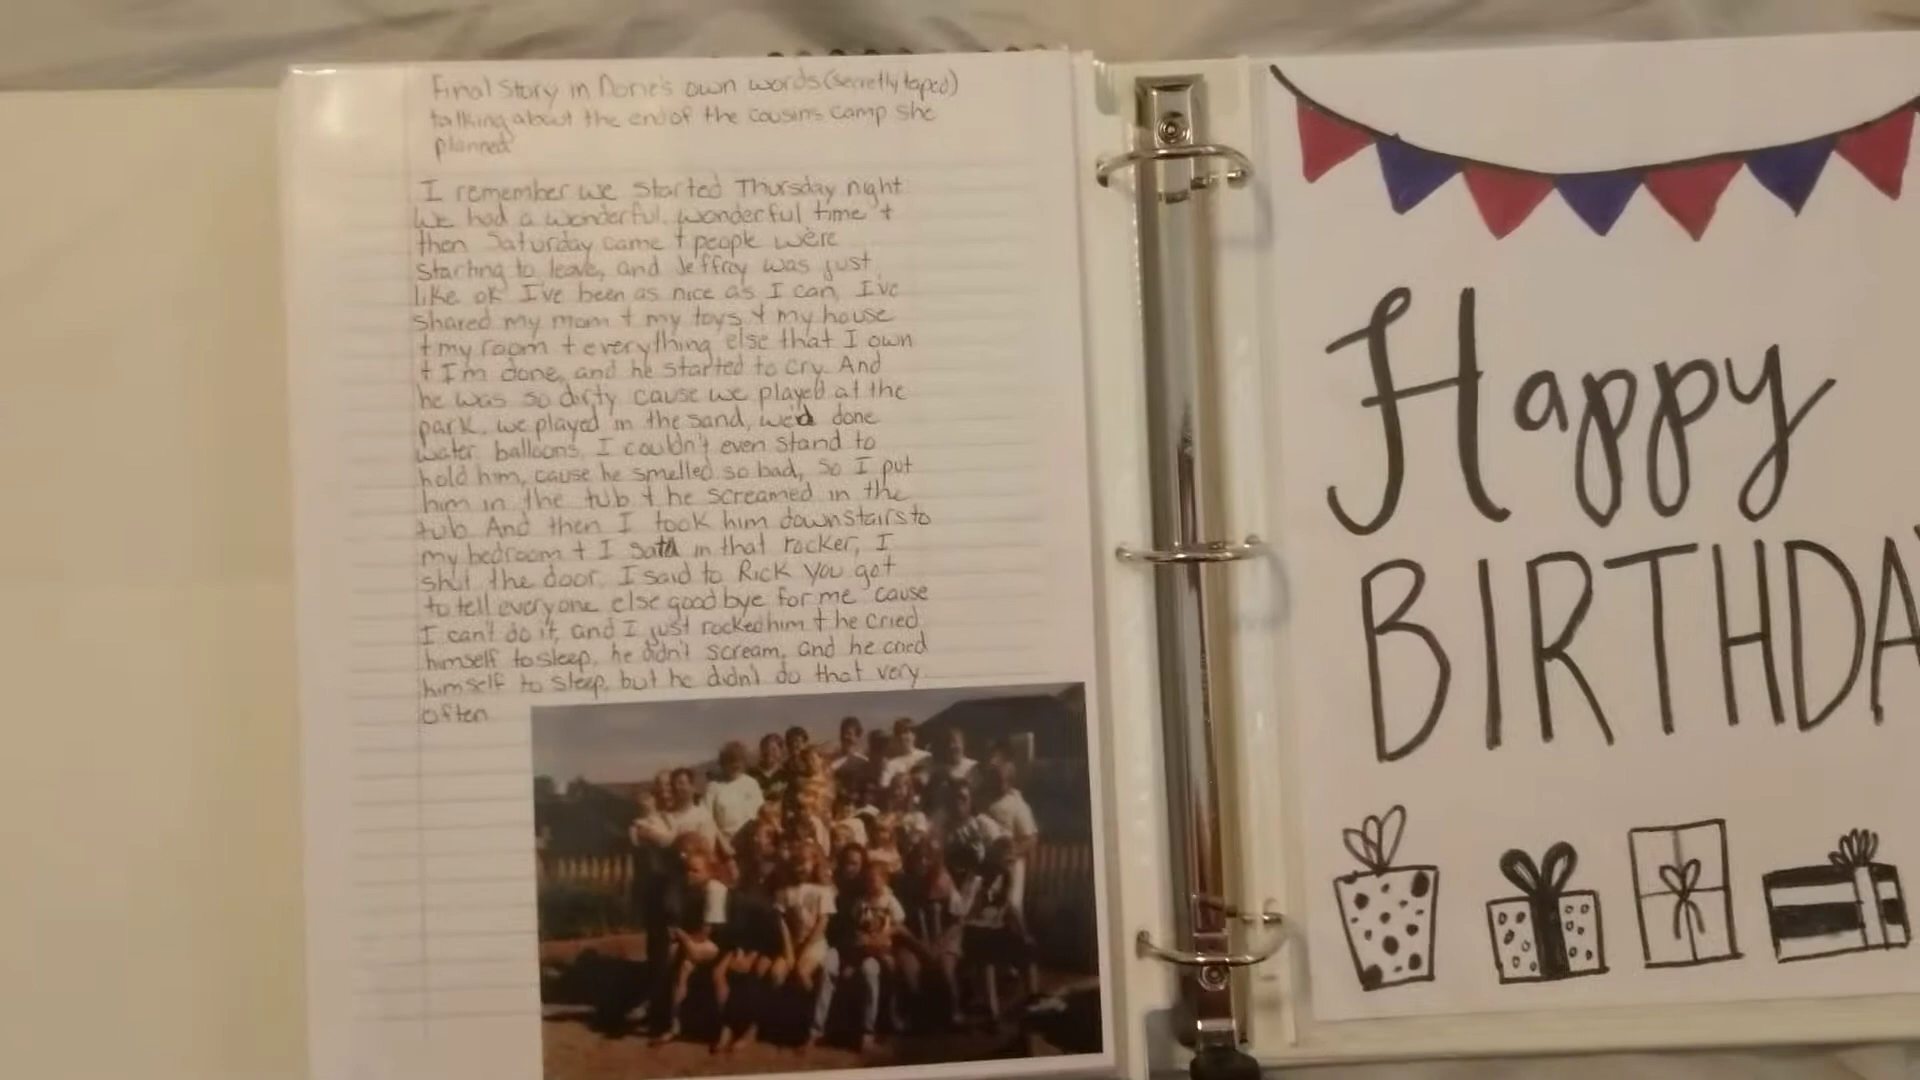 Final Story in Done's own words (secretly taped)
talking about the end of the cousins camp she
planned
I remember we started Thursday night
We had a wonderful, wonderful time +
then Saturday came + people were
starting to leave, and Jeffrey was just
like ok I've been as nice as I can, I've
shared my mom + my toys + my house
+ my room + everything else that I own
+ I'm done, and he started to cry. And
he was so dirty cause we played at the
park, we played in the sand, we'd done
water balloons, I couldn't even stand to
hold him, cause he smelled so bad, so I put
him in the tub + he screamed in the
tub. And then I took him downstairs to
my bedroom + I sat in that rocker, I
shut the door. I said to Rick you got
to tell everyone else good bye for me 'cause
I can't do it, and I just rocked him + he cried
himself to sleep, he didn't scream, and he cried
himself to sleep, but he didn't do that very
often
Happy
BIRTHDAY